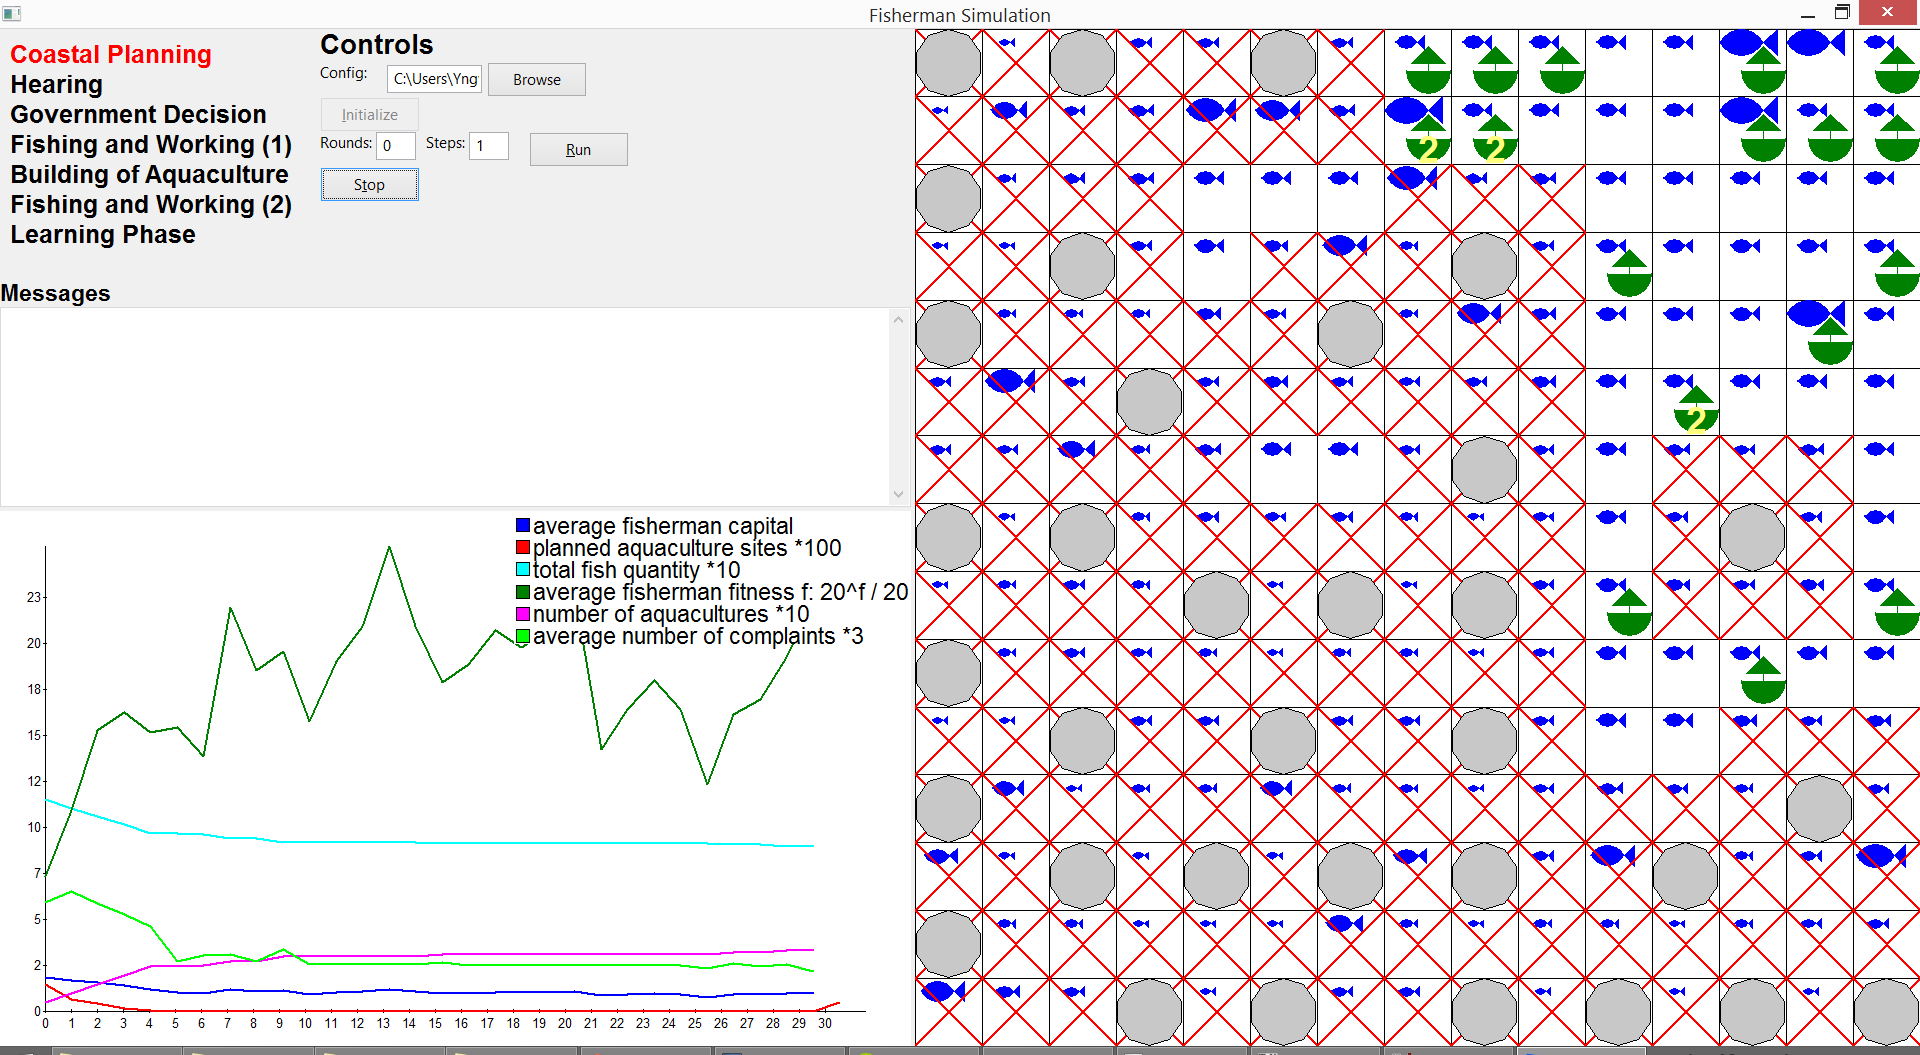 Fisherman Simulation
Coastal Planning
Hearing
Government Decision
Fishing and Working (1)
Building of Aquaculture
Fishing and Working (2)
Learning Phase
Controls
Config: C:\Users\Yng Browse
Initialize
Rounds: 0 Steps: 1 Run
Stop
Messages
average fisherman capital
planned aquaculture sites *100
total fish quantity *10
average fisherman fitness f: 20^f / 20
number of aquacultures *10
average number of complaints *3
23
20
18
15
12
10
7
5
2
0
0 1 2 3 4 5 6 7 8 9 10 11 12 13 14 15 16 17 18 19 20 21 22 23 24 25 26 27 28 29 30
2 2
2